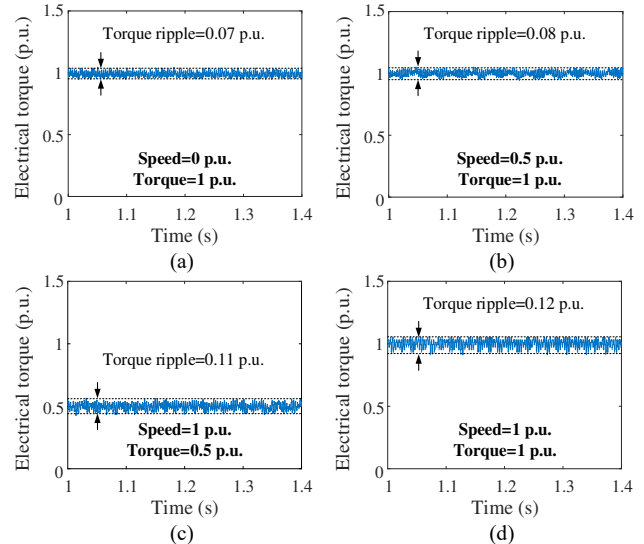 1.5
Torque ripple=0.07 p.u.
1
0.5
Speed=0 p.u.
Torque=1 p.u.
0
1 1.1 1.2 1.3 1.4
Time (s)
Electrical torque (p.u.)
(a)
1.5
Torque ripple=0.08 p.u.
1
0.5
Speed=0.5 p.u.
Torque=1 p.u.
0
1 1.1 1.2 1.3 1.4
Time (s)
Electrical torque (p.u.)
(b)
1.5
1
Torque ripple=0.11 p.u.
0.5
Speed=1 p.u.
Torque=0.5 p.u.
0
1 1.1 1.2 1.3 1.4
Time (s)
Electrical torque (p.u.)
(c)
1.5
Torque ripple=0.12 p.u.
1
0.5
Speed=1 p.u.
Torque=1 p.u.
0
1 1.1 1.2 1.3 1.4
Time (s)
Electrical torque (p.u.)
(d)